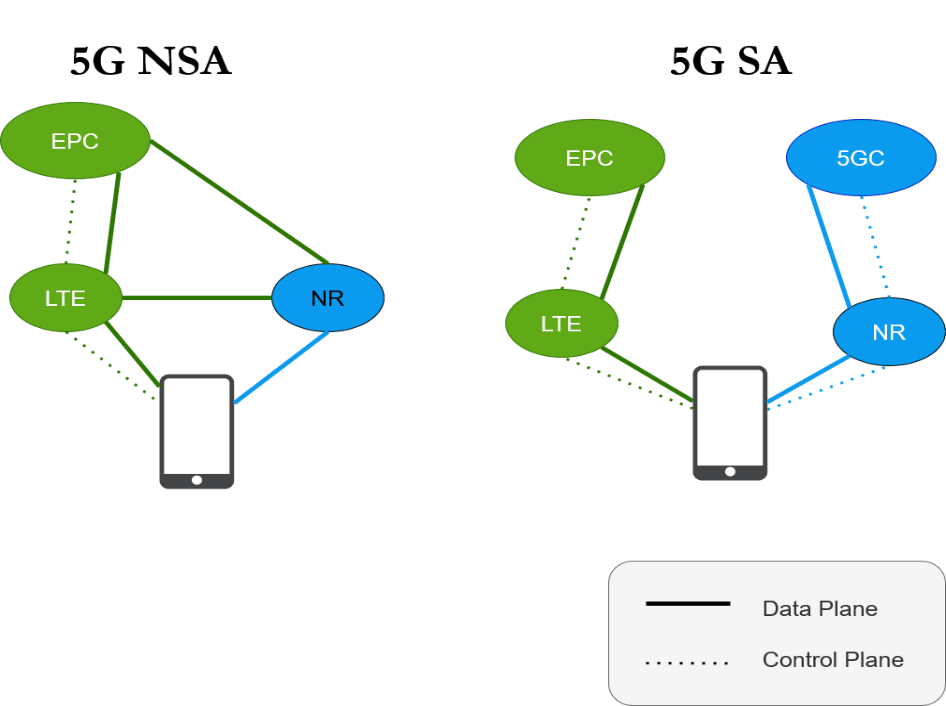 5G NSA
5G SA
EPC
EPC
5GC
LTE
NR
LTE
NR
Data Plane
Control Plane